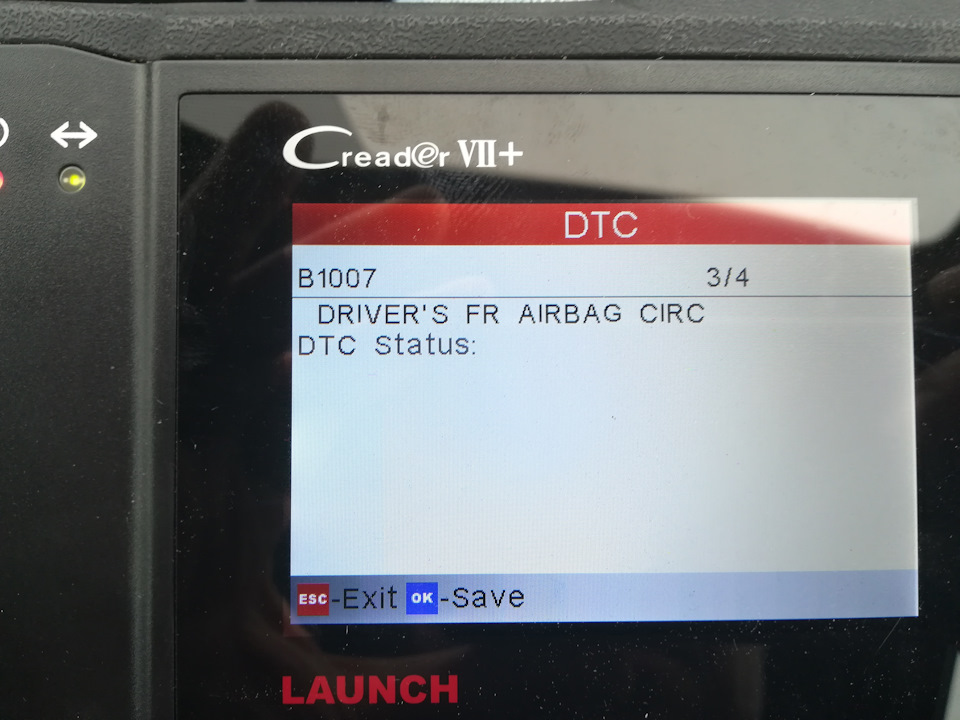 Creader VII+
DTC
B1007 3/4
DRIVER'S FR AIRBAG CIRC
DTC Status:
ESC-Exit OK-Save
LAUNCH